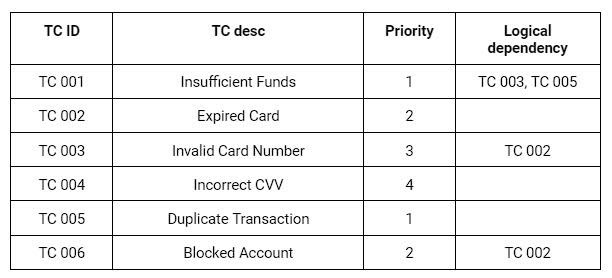 TC ID TC desc Priority Logical
dependency
TC 001 Insufficient Funds 1 TC 003, TC 005
TC 002 Expired Card 2
TC 003 Invalid Card Number 3 TC 002
TC 004 Incorrect CVV 4
TC 005 Duplicate Transaction 1
TC 006 Blocked Account 2 TC 002